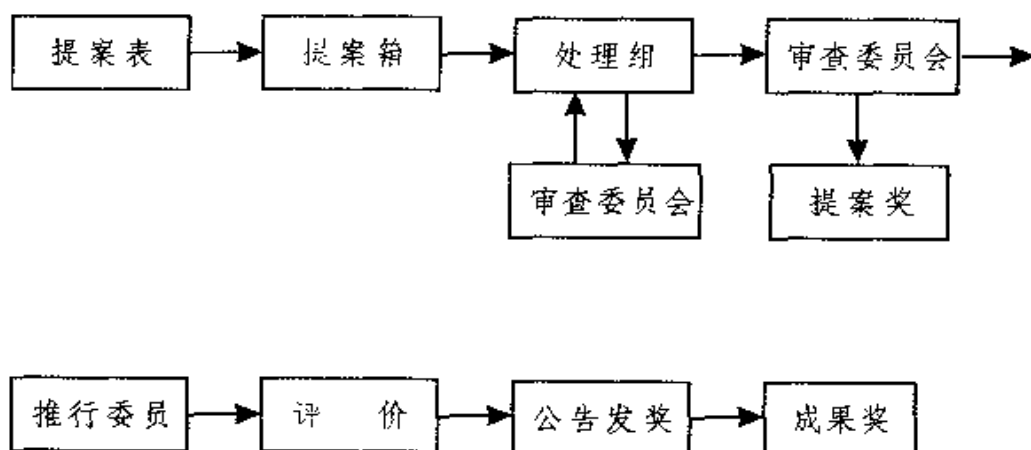 提案表
提案箱
处理组
审查委员会
审查委员会
提案奖
推行委员
评价
公告发奖
成果奖